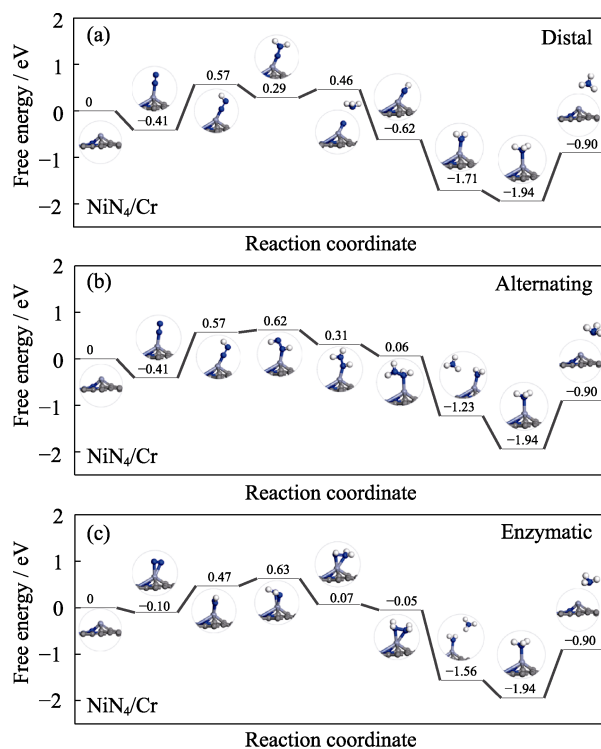 (a)
Distal
2
1
0
−1
−2
Free energy / eV
0
−0.41
0.57
0.29
0.46
−0.62
−1.71
−1.94
−0.90
NiN₄/Cr
Reaction coordinate
(b)
Alternating
2
1
0
−1
−2
Free energy / eV
0
−0.41
0.57
0.62
0.31
0.06
−1.23
−1.94
−0.90
NiN₄/Cr
Reaction coordinate
(c)
Enzymatic
2
1
0
−1
−2
Free energy / eV
0
−0.10
0.47
0.63
0.07
−0.05
−1.56
−1.94
−0.90
NiN₄/Cr
Reaction coordinate